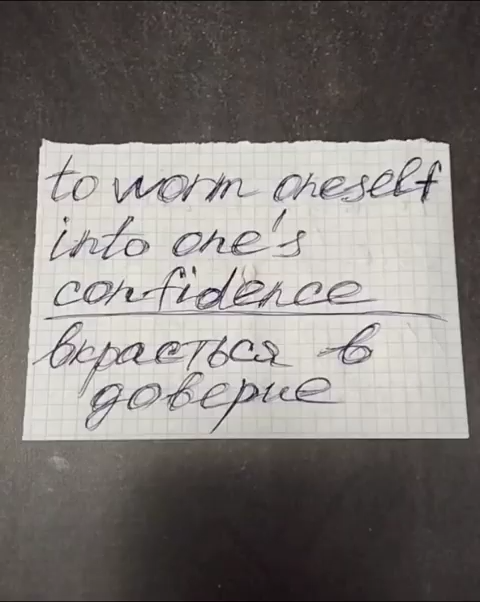 to worm oneself
into one's
confidence
вкрасться в
доверие